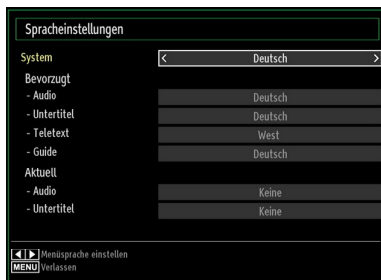 Spracheinstellungen
System < Deutsch >
Bevorzugt
- Audio Deutsch
- Untertitel Deutsch
- Teletext West
- Guide Deutsch
Aktuell
- Audio Keine
- Untertitel Keine
Menüsprache einstellen
MENU Verlassen